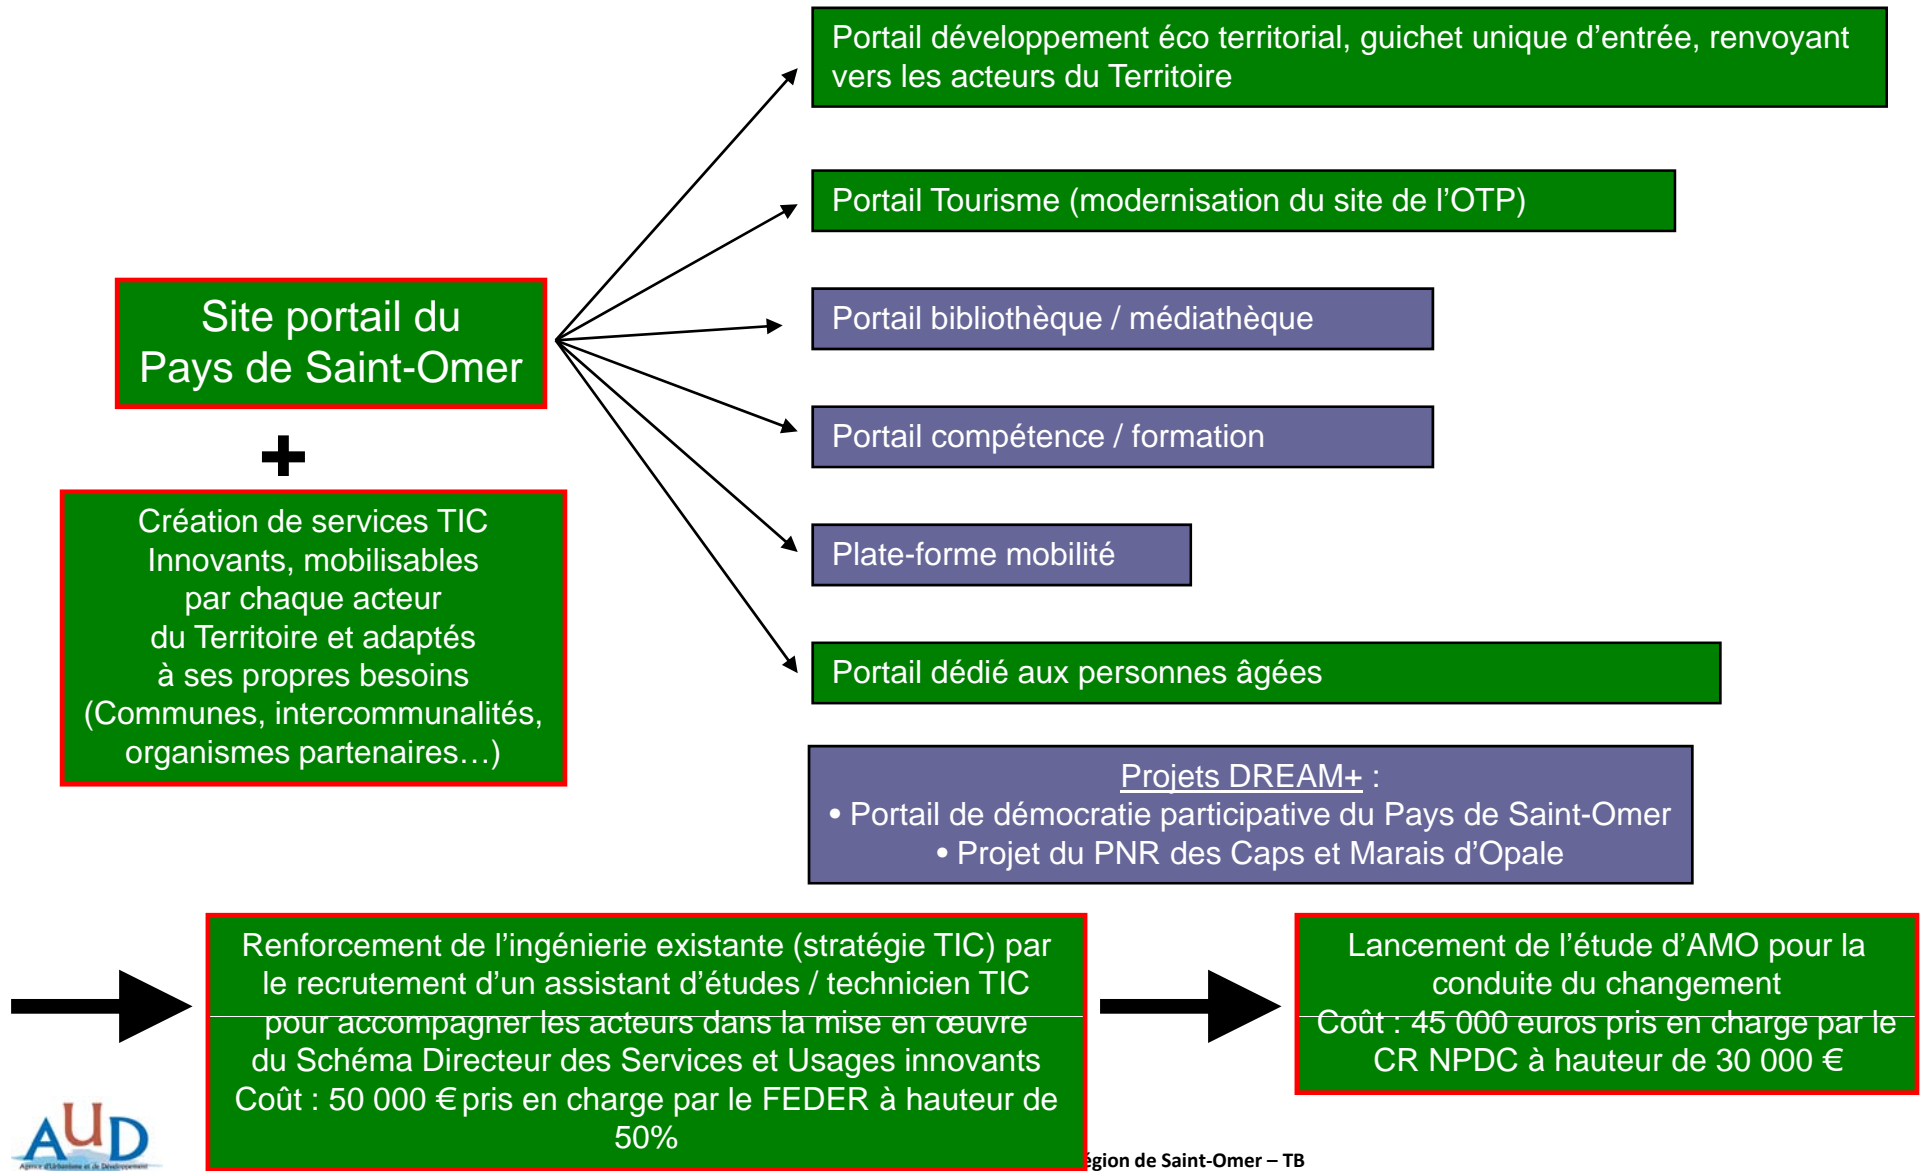 Portail développement éco territorial, guichet unique d’entrée, renvoyant
vers les acteurs du Territoire
Portail Tourisme (modernisation du site de l’OTP)
Site portail du
Pays de Saint-Omer
Portail bibliothèque / médiathèque
Portail compétence / formation
+
Création de services TIC
Innovants, mobilisables
par chaque acteur
du Territoire et adaptés
à ses propres besoins
(Communes, intercommunalités,
organismes partenaires…)
Plate-forme mobilité
Portail dédié aux personnes âgées
Projets DREAM+ :
• Portail de démocratie participative du Pays de Saint-Omer
• Projet du PNR des Caps et Marais d’Opale
Renforcement de l’ingénierie existante (stratégie TIC) par
le recrutement d’un assistant d’études / technicien TIC
pour accompagner les acteurs dans la mise en œuvre
du Schéma Directeur des Services et Usages innovants
Coût : 50 000 € pris en charge par le FEDER à hauteur de
50%
Lancement de l’étude d’AMO pour la
conduite du changement
Coût : 45 000 euros pris en charge par le
CR NPDC à hauteur de 30 000 €
AUD
Agence d'Urbanisme et de Développement
égion de Saint-Omer – TB